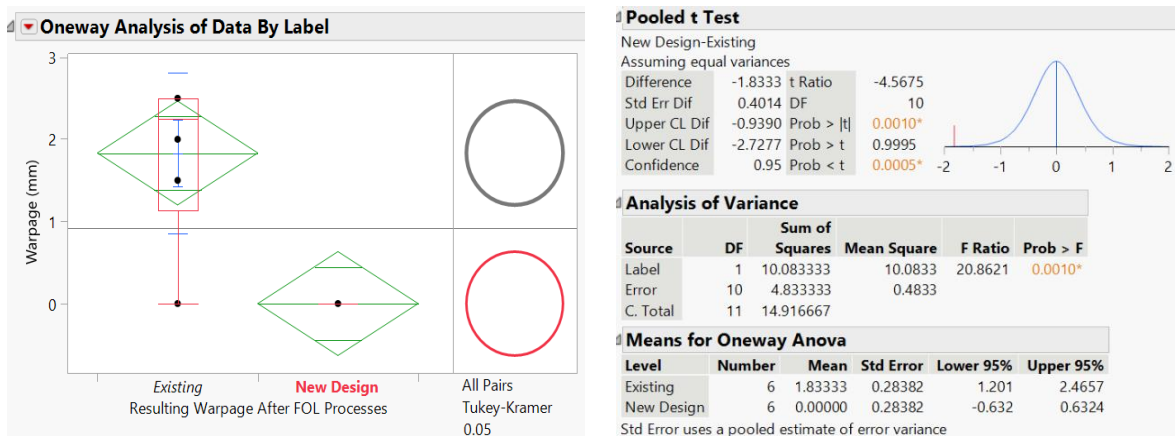 Oneway Analysis of Data By Label
3
2
1
0
Warpage (mm)
Existing
New Design
Resulting Warpage After FOL Processes
All Pairs
Tukey-Kramer
0.05
Pooled t Test
New Design-Existing
Assuming equal variances
Difference -1.8333 t Ratio -4.5675
Std Err Dif 0.4014 DF 10
Upper CL Dif -0.9390 Prob > |t| 0.0010*
Lower CL Dif -2.7277 Prob > t 0.9995
Confidence 0.95 Prob < t 0.0005*
-2 -1 0 1 2
Analysis of Variance
Sum of
Source DF Squares Mean Square F Ratio Prob > F
Label 1 10.083333 10.0833 20.8621 0.0010*
Error 10 4.833333 0.4833
C. Total 11 14.916667
Means for Oneway Anova
Level Number Mean Std Error Lower 95% Upper 95%
Existing 6 1.83333 0.28382 1.201 2.4657
New Design 6 0.00000 0.28382 -0.632 0.6324
Std Error uses a pooled estimate of error variance